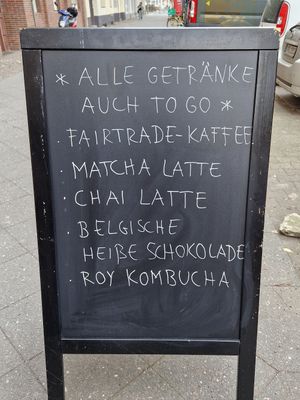 * ALLE GETRÄNKE
AUCH TO GO *
· FAIRTRADE-KAFFEE
· MATCHA LATTE
· CHAI LATTE
· BELGISCHE
HEIßE SCHOKOLADE
· ROY KOMBUCHA